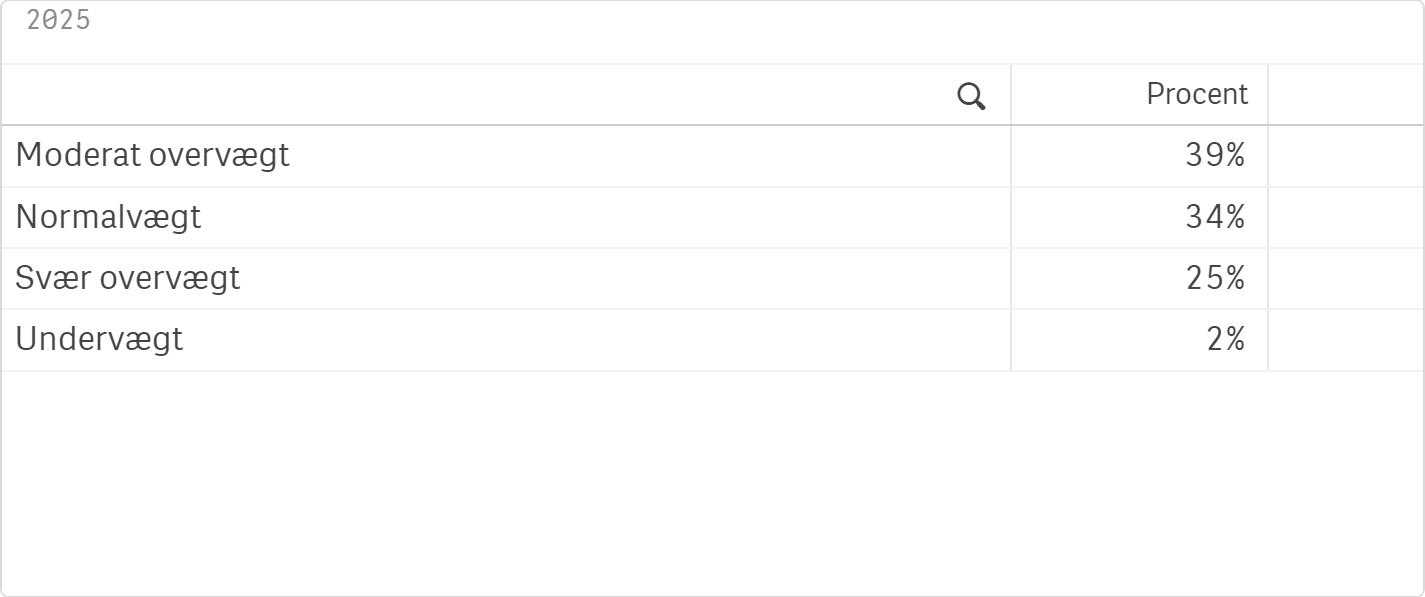 2025
Procent
Moderat overvægt 39%
Normalvægt 34%
Svær overvægt 25%
Undervægt 2%